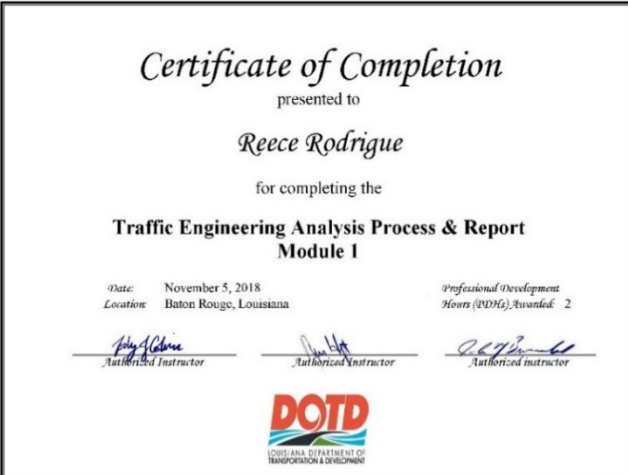 Certificate of Completion
presented to
Reece Rodrigue
for completing the
Traffic Engineering Analysis Process & Report
Module 1
Date: November 5, 2018
Location: Baton Rouge, Louisiana
Professional Development
Hours (PDHs) Awarded: 2
Authorized Instructor
Authorized Instructor
Authorized instructor
DOTD
LOUISIANA DEPARTMENT OF
TRANSPORTATION & DEVELOPMENT